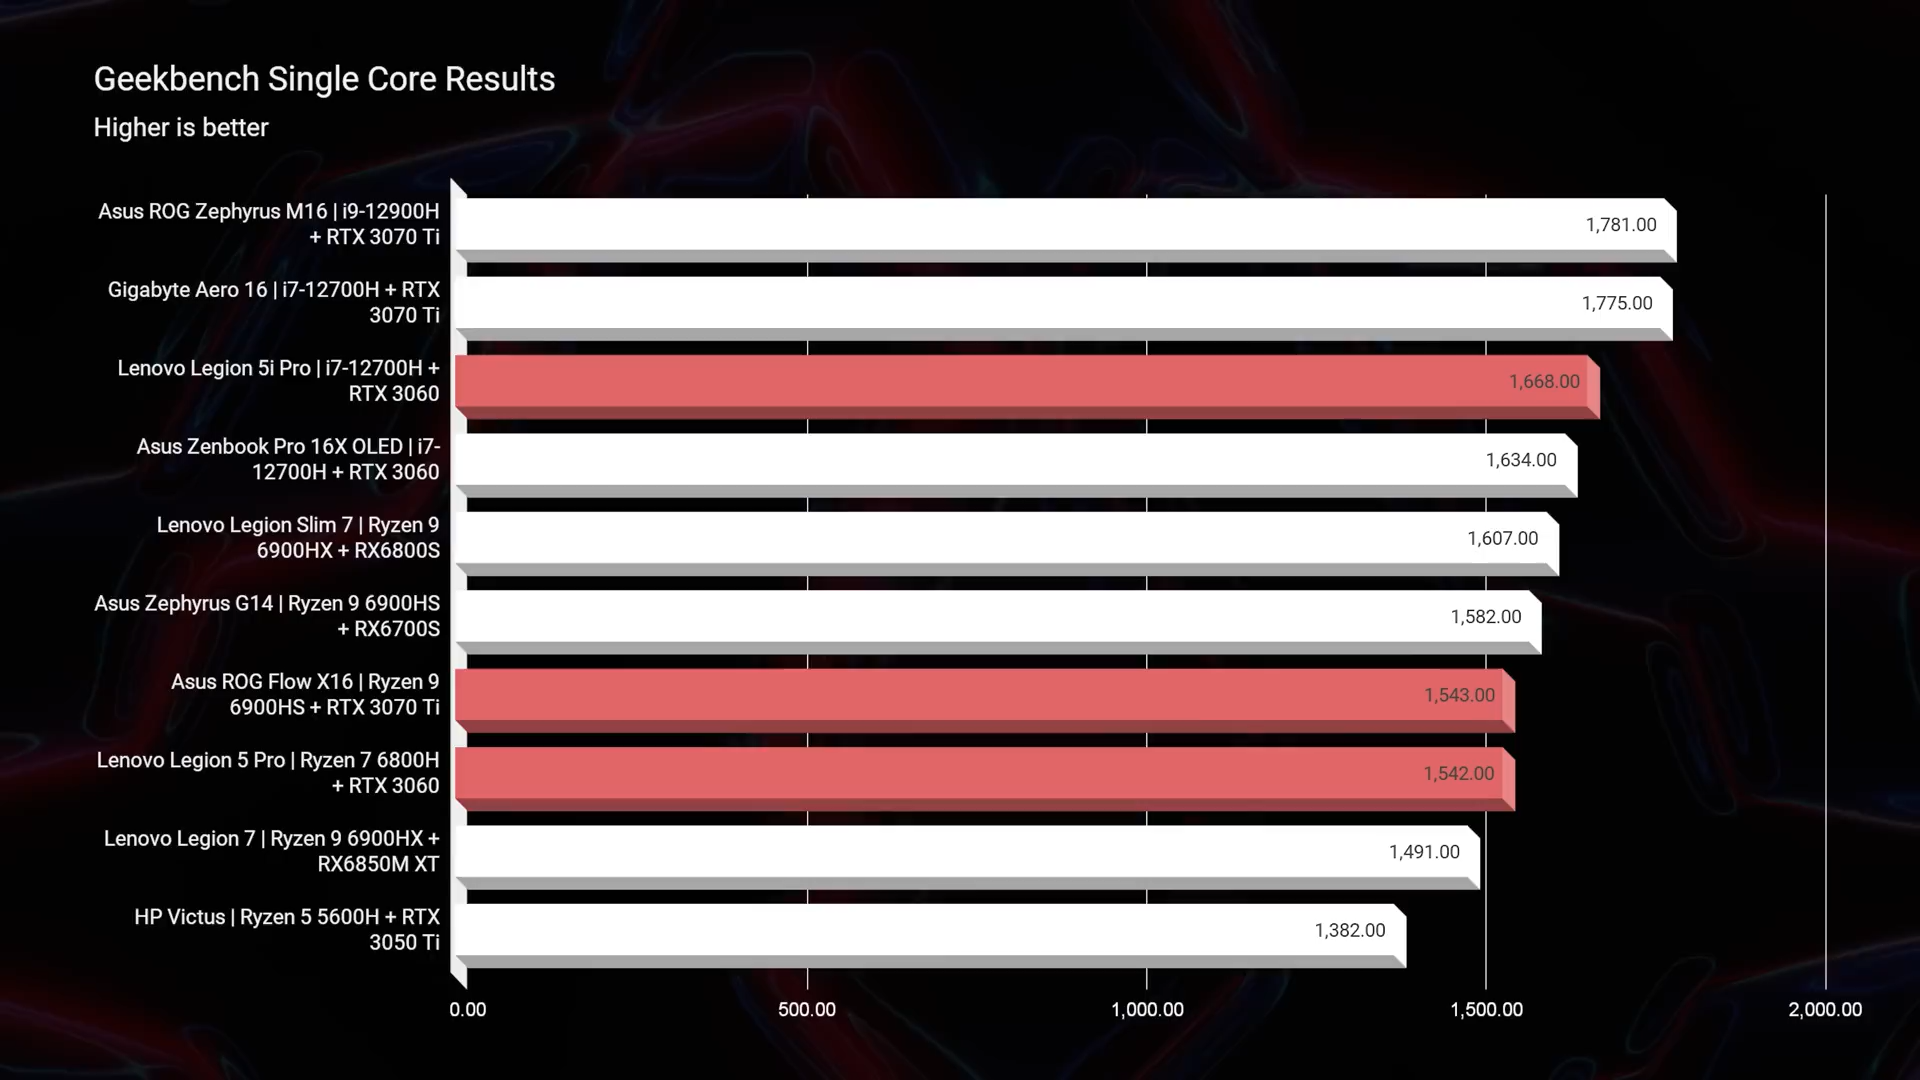 Geekbench Single Core Results
Higher is better
Asus ROG Zephyrus M16 | i9-12900H
+ RTX 3070 Ti
1,781.00
Gigabyte Aero 16 | i7-12700H + RTX
3070 Ti
1,775.00
Lenovo Legion 5i Pro | i7-12700H +
RTX 3060
1,668.00
Asus Zenbook Pro 16X OLED | i7-
12700H + RTX 3060
1,634.00
Lenovo Legion Slim 7 | Ryzen 9
6900HX + RX6800S
1,607.00
Asus Zephyrus G14 | Ryzen 9 6900HS
+ RX6700S
1,582.00
Asus ROG Flow X16 | Ryzen 9
6900HS + RTX 3070 Ti
1,543.00
Lenovo Legion 5 Pro | Ryzen 7 6800H
+ RTX 3060
1,542.00
Lenovo Legion 7 | Ryzen 9 6900HX +
RX6850M XT
1,491.00
HP Victus | Ryzen 5 5600H + RTX
3050 Ti
1,382.00
0.00 500.00 1,000.00 1,500.00 2,000.00